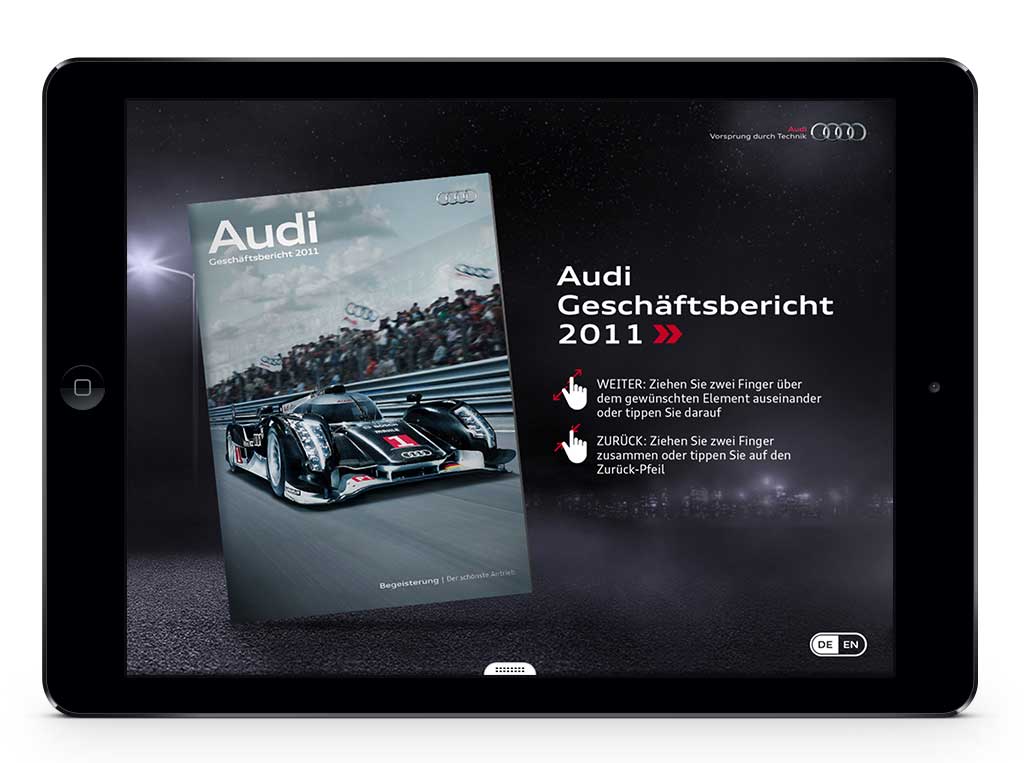 Audi
Vorsprung durch Technik
Audi
Geschäftsbericht 2011
1
Begeisterung | Der schönste Antrieb
Audi
Geschäftsbericht
2011
WEITER: Ziehen Sie zwei Finger über
dem gewünschten Element auseinander
oder tippen Sie darauf
ZURÜCK: Ziehen Sie zwei Finger
zusammen oder tippen Sie auf den
Zurück-Pfeil
DE EN